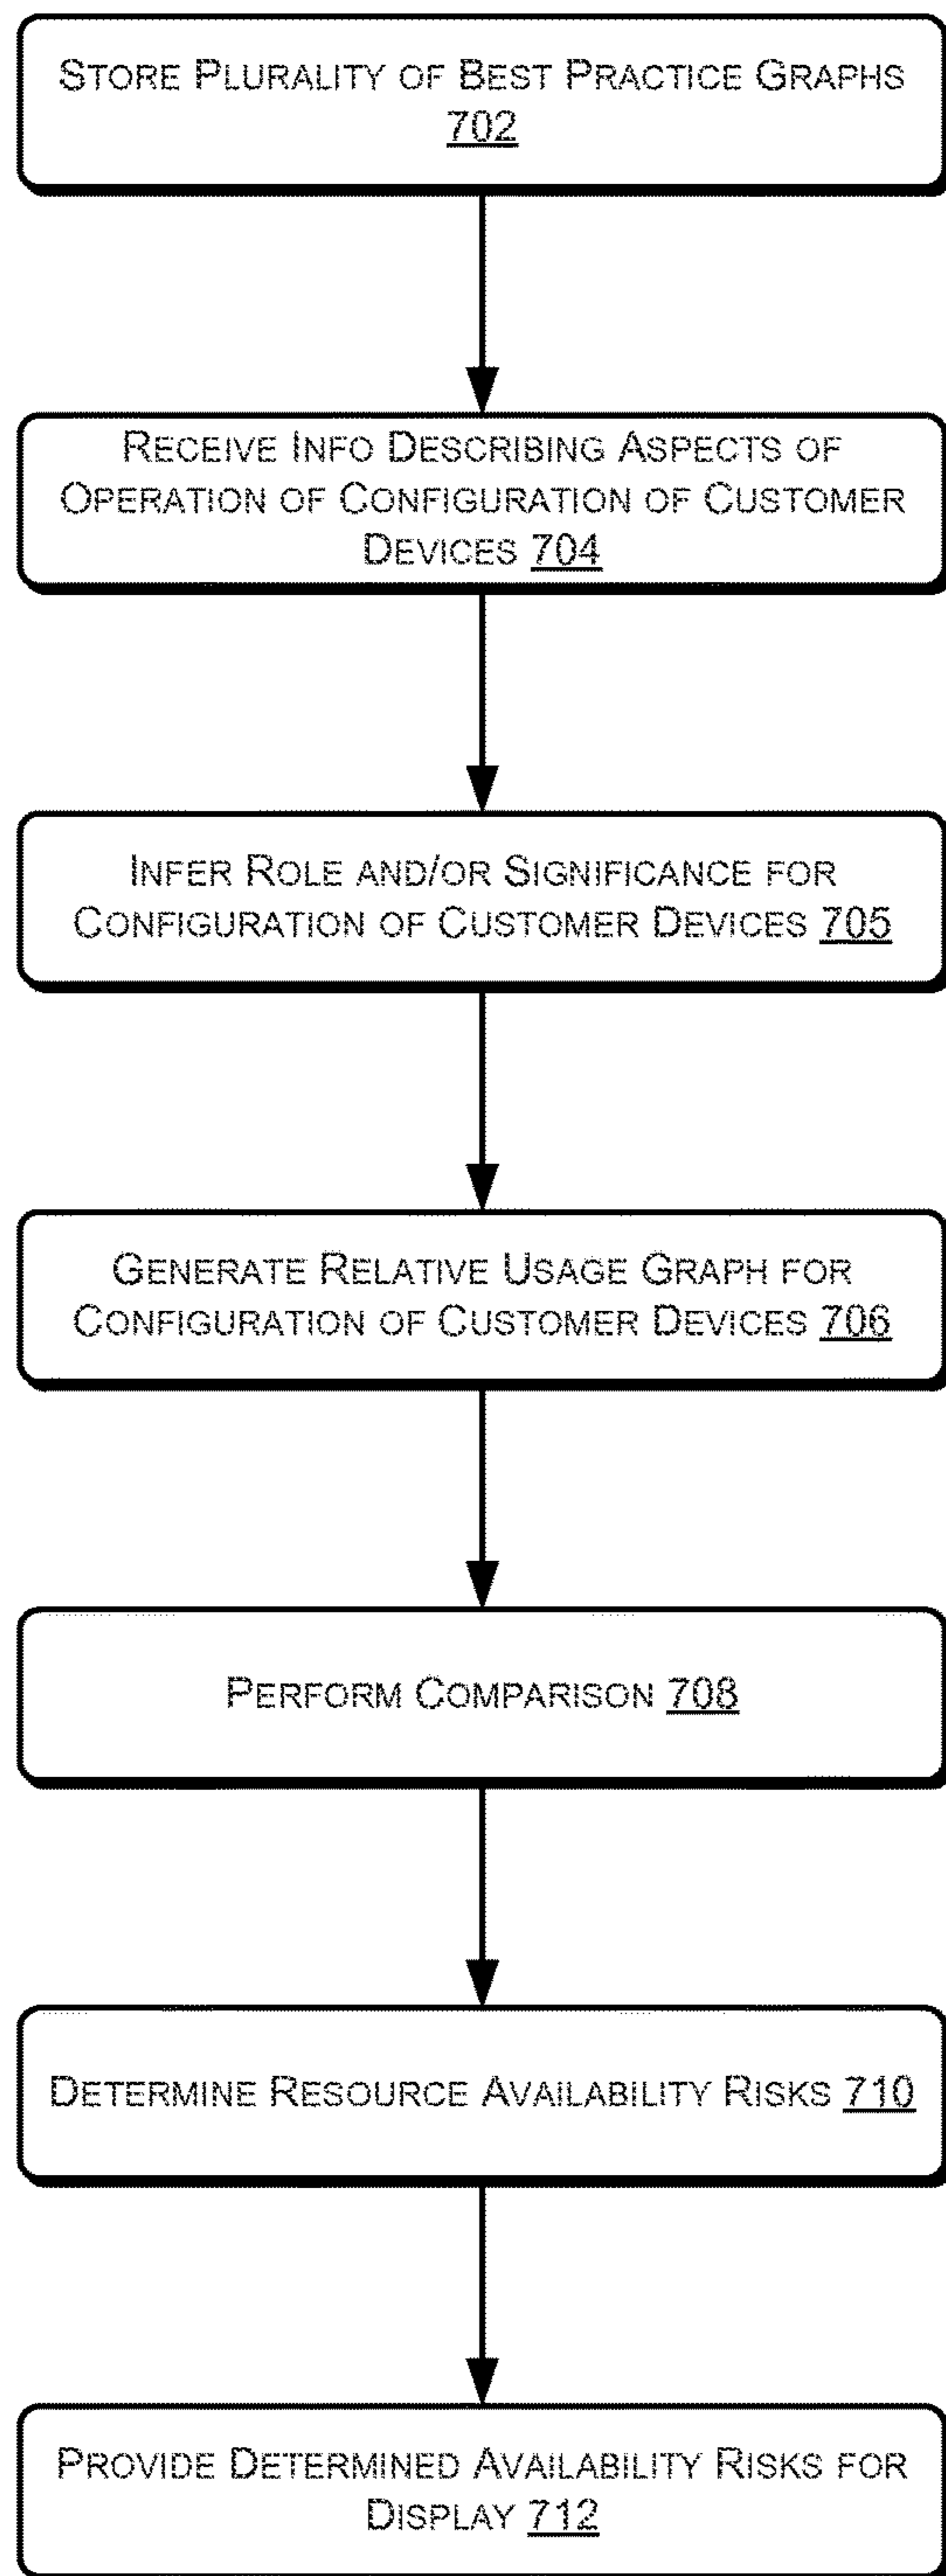 STORE PLURALITY OF BEST PRACTICE GRAPHS
702
RECEIVE INFO DESCRIBING ASPECTS OF
OPERATION OF CONFIGURATION OF CUSTOMER
DEVICES 704
INFER ROLE AND/OR SIGNIFICANCE FOR
CONFIGURATION OF CUSTOMER DEVICES 705
GENERATE RELATIVE USAGE GRAPH FOR
CONFIGURATION OF CUSTOMER DEVICES 706
PERFORM COMPARISON 708
DETERMINE RESOURCE AVAILABILITY RISKS 710
PROVIDE DETERMINED AVAILABILITY RISKS FOR
DISPLAY 712